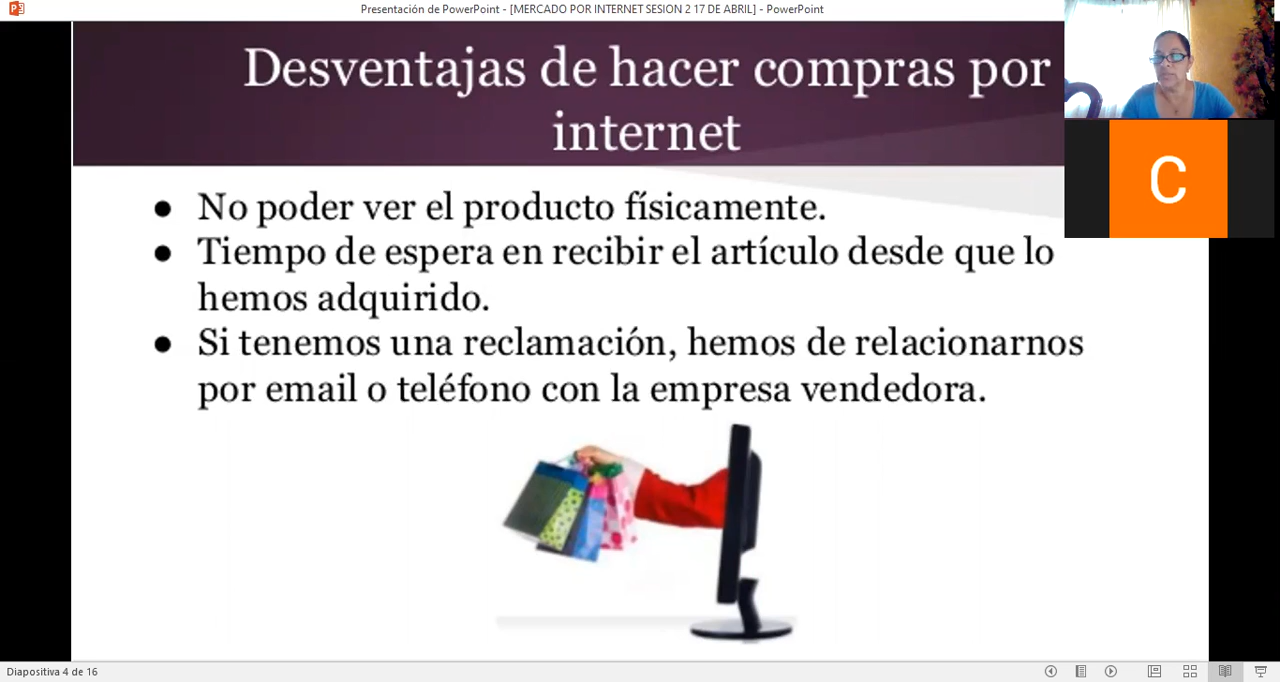 Presentación de PowerPoint - [MERCADO POR INTERNET SESION 2 17 DE ABRIL] - PowerPoint
Desventajas de hacer compras por
internet
C
● No poder ver el producto físicamente.
● Tiempo de espera en recibir el artículo desde que lo
hemos adquirido.
● Si tenemos una reclamación, hemos de relacionarnos
por email o teléfono con la empresa vendedora.
Diapositiva 4 de 16